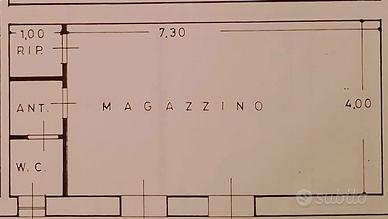 1,00 7.30
RIP.
ANT. MAGAZZINO 4,00
W.C.
subito